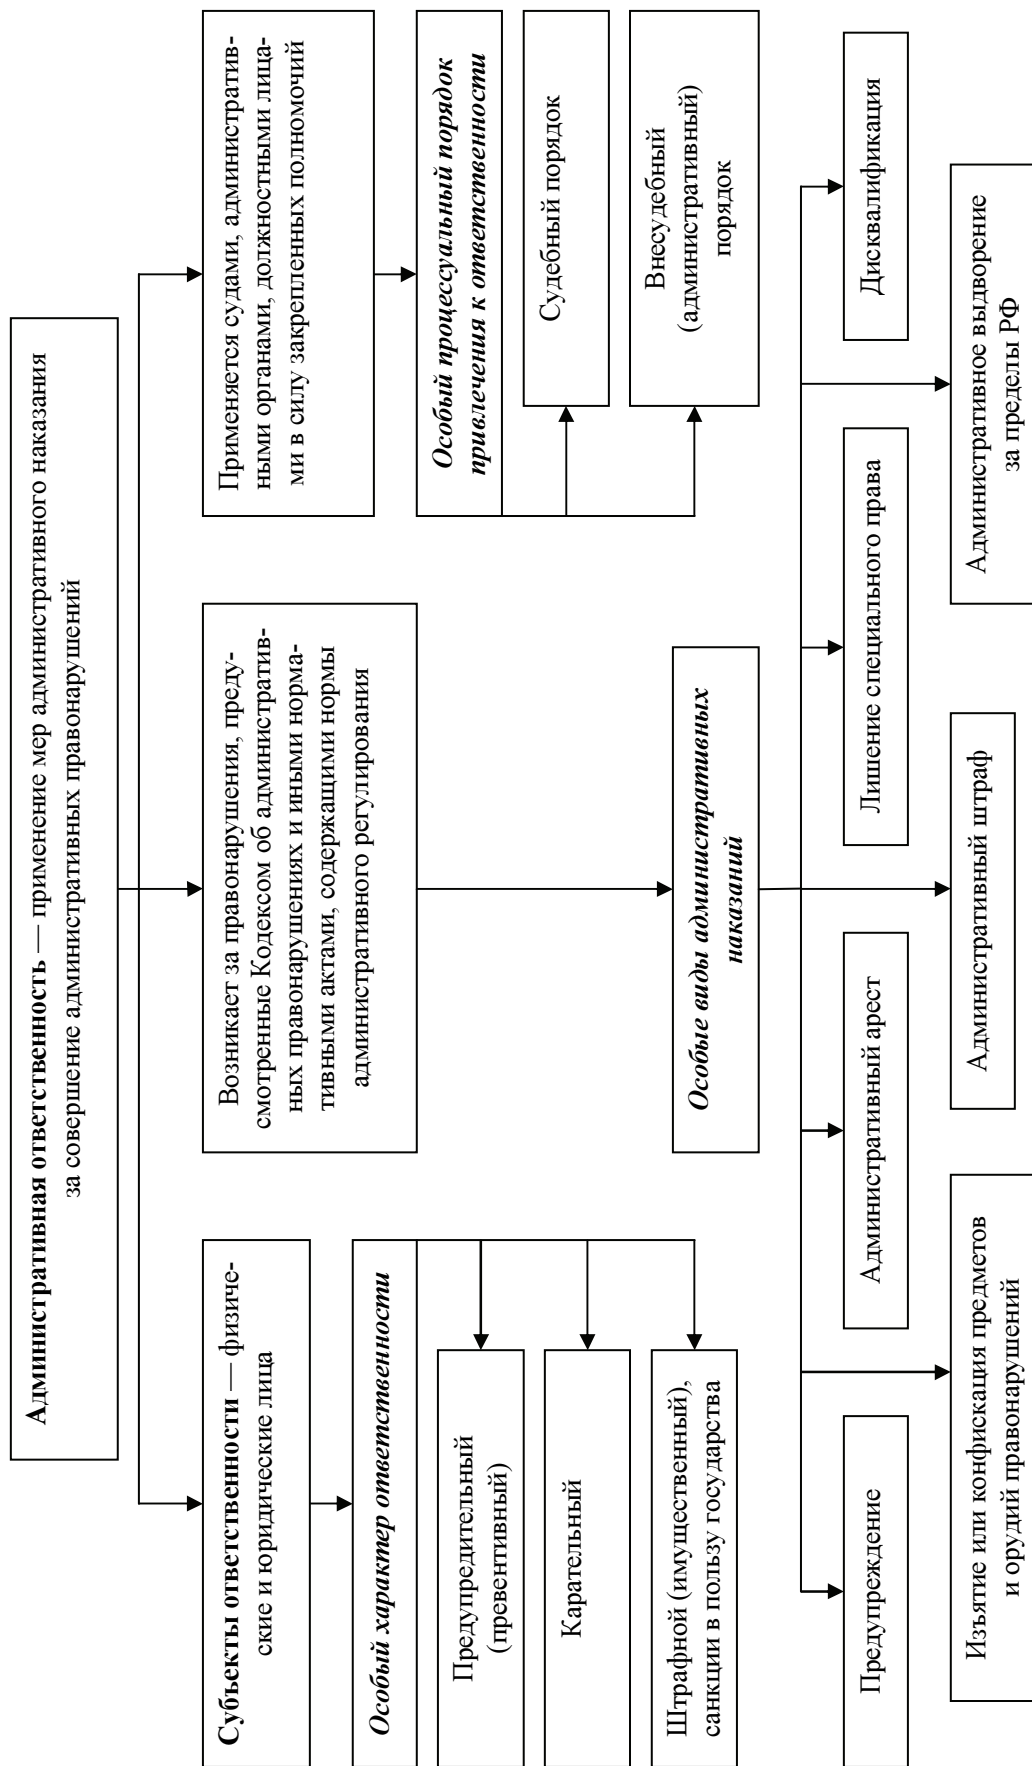 Административная ответственность — применение мер административного наказания
за совершение административных правонарушений
Субъекты ответственности — физиче-
ские и юридические лица
Особый характер ответственности
Предупредительный
(превентивный)
Карательный
Штрафной (имущественный),
санкции в пользу государства
Возникает за правонарушения, преду-
смотренные Кодексом об административ-
ных правонарушениях и иными норма-
тивными актами, содержащими нормы
административного регулирования
Применяется судами, административ-
ными органами, должностными лица-
ми в силу закрепленных полномочий
Особый процессуальный порядок
привлечения к ответственности
Судебный порядок
Внесудебный
(административный)
порядок
Особые виды административных
наказаний
Предупреждение
Административный арест
Лишение специального права
Дисквалификация
Изъятие или конфискация предметов
и орудий правонарушений
Административный штраф
Административное выдворение
за пределы РФ